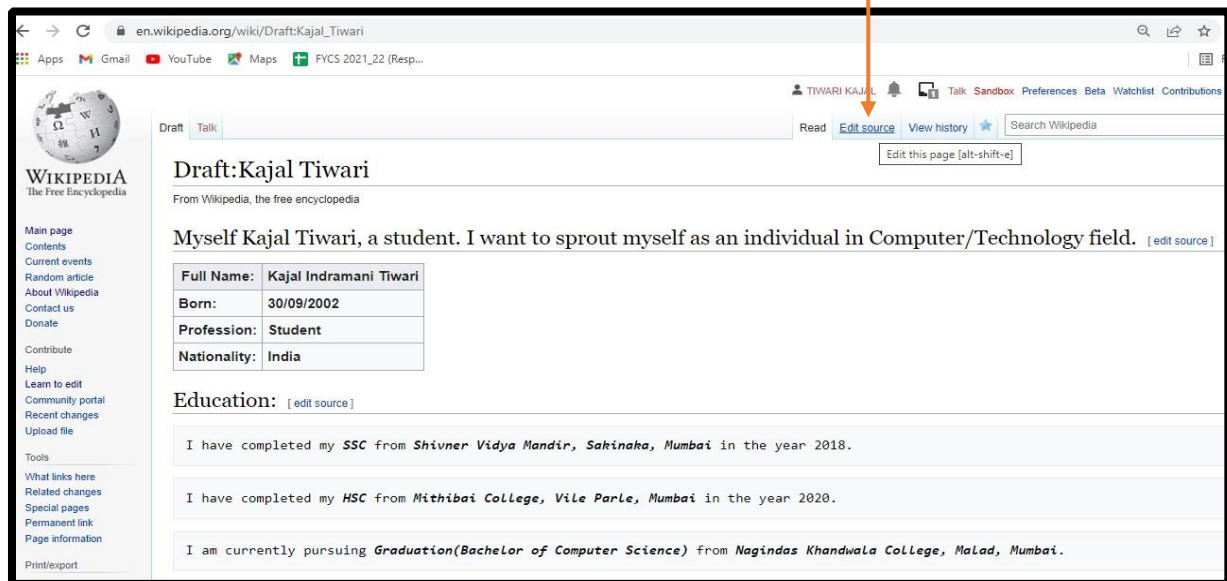 en.wikipedia.org/wiki/Draft:Kajal_Tiwari
Apps Gmail YouTube Maps FYCS 2021_22 (Resp...
TIWARI KAJAL Talk Sandbox Preferences Beta Watchlist Contributions
Draft Talk Read Edit source View history Search Wikipedia
Edit this page [alt-shift-e]
WIKIPEDIA
The Free Encyclopedia
Draft:Kajal Tiwari
From Wikipedia, the free encyclopedia
Main page
Contents
Current events
Random article
About Wikipedia
Contact us
Donate
Contribute
Help
Learn to edit
Community portal
Recent changes
Upload file
Tools
What links here
Related changes
Special pages
Permanent link
Page information
Print/export
Myself Kajal Tiwari, a student. I want to sprout myself as an individual in Computer/Technology field. [ edit source ]
Full Name: Kajal Indramani Tiwari
Born: 30/09/2002
Profession: Student
Nationality: India
Education: [ edit source ]
I have completed my SSC from Shivner Vidya Mandir, Sakinaka, Mumbai in the year 2018.
I have completed my HSC from Mithibai College, Vile Parle, Mumbai in the year 2020.
I am currently pursuing Graduation(Bachelor of Computer Science) from Nagindas Khandwala College, Malad, Mumbai.